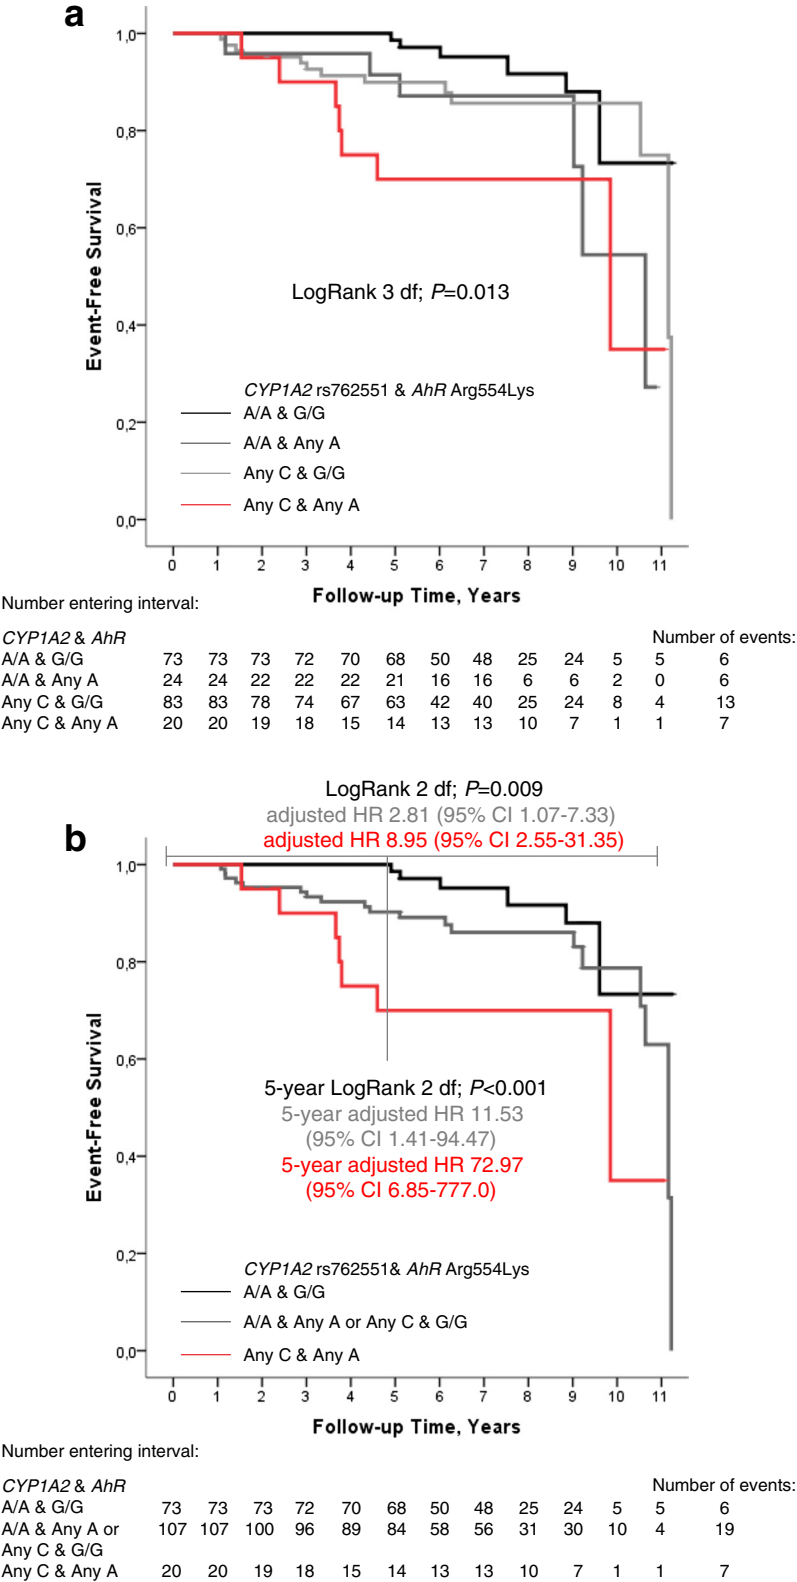 a
1,0
0,8
0,6
0,4
0,2
0,0
Event-Free Survival
LogRank 3 df; P=0.013
CYP1A2 rs762551 & AhR Arg554Lys
A/A & G/G
A/A & Any A
Any C & G/G
Any C & Any A
0 1 2 3 4 5 6 7 8 9 10 11
Follow-up Time, Years
Number entering interval:
CYP1A2 & AhR Number of events:
A/A & G/G 73 73 73 72 70 68 50 48 25 24 5 5 6
A/A & Any A 24 24 22 22 22 21 16 16 6 6 2 0 6
Any C & G/G 83 83 78 74 67 63 42 40 25 24 8 4 13
Any C & Any A 20 20 19 18 15 14 13 13 10 7 1 1 7
LogRank 2 df; P=0.009
adjusted HR 2.81 (95% CI 1.07-7.33)
adjusted HR 8.95 (95% CI 2.55-31.35)
b
1,0
0,8
0,6
0,4
0,2
0,0
Event-Free Survival
5-year LogRank 2 df; P<0.001
5-year adjusted HR 11.53
(95% CI 1.41-94.47)
5-year adjusted HR 72.97
(95% CI 6.85-777.0)
CYP1A2 rs762551& AhR Arg554Lys
A/A & G/G
A/A & Any A or Any C & G/G
Any C & Any A
0 1 2 3 4 5 6 7 8 9 10 11
Follow-up Time, Years
Number entering interval:
CYP1A2 & AhR Number of events:
A/A & G/G 73 73 73 72 70 68 50 48 25 24 5 5 6
A/A & Any A or 107 107 100 96 89 84 58 56 31 30 10 4 19
Any C & G/G
Any C & Any A 20 20 19 18 15 14 13 13 10 7 1 1 7